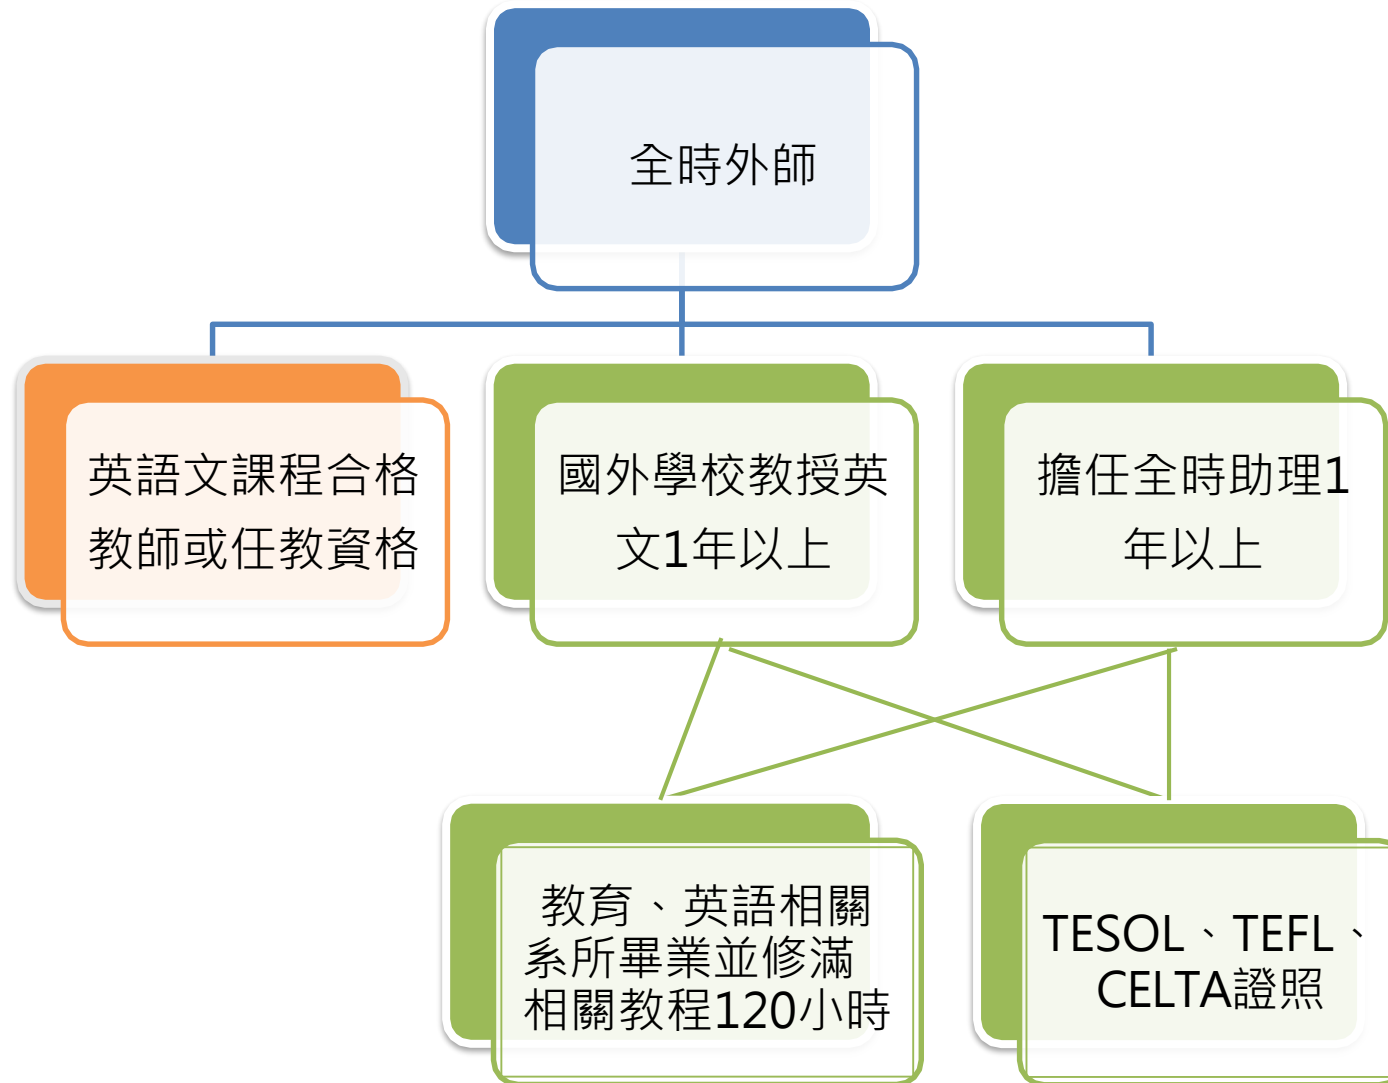 全時外師
英語文課程合格
教師或任教資格
國外學校教授英
文1年以上
擔任全時助理1
年以上
教育、英語相關
系所畢業並修滿
相關教程120小時
TESOL、TEFL、
CELTA證照